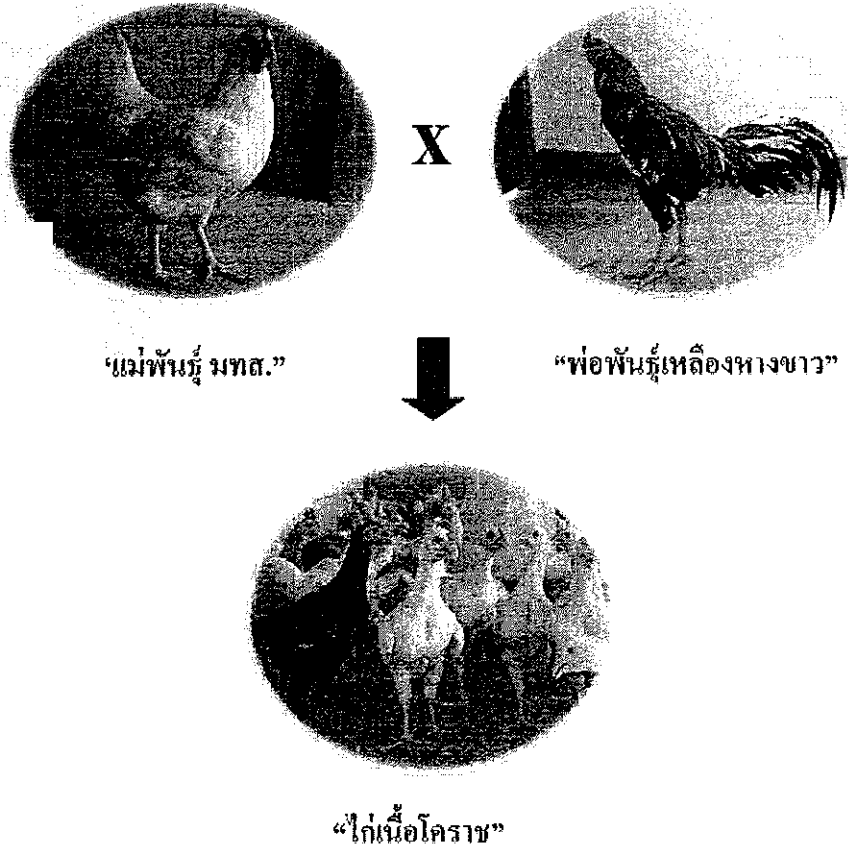 X
‘แม่พันธุ์ มทส.”
“พ่อพันธุ์เหลืองหางขาว”
“ไก่เนื้อโคราช”